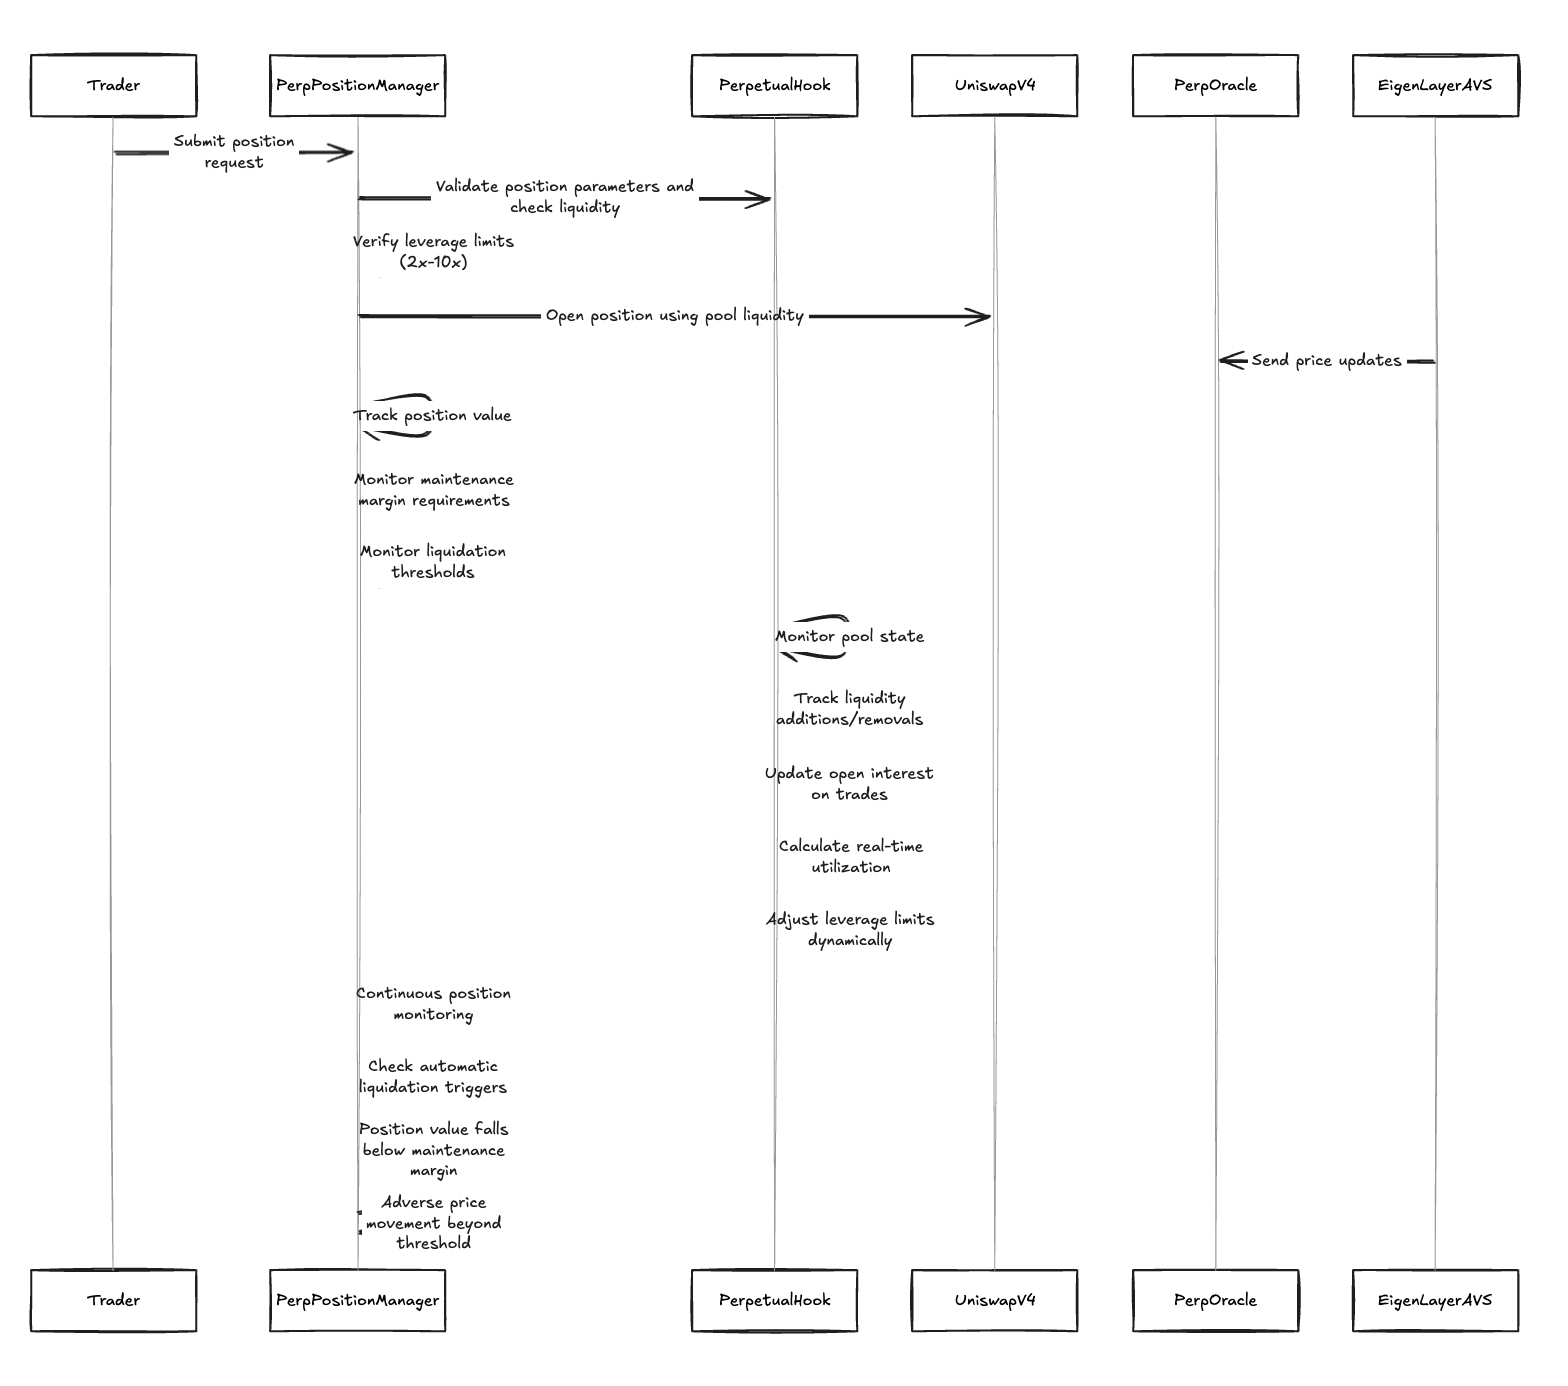 Trader
PerpPositionManager
PerpetualHook
UniswapV4
PerpOracle
EigenLayerAVS
Submit position
request
Validate position parameters and
check liquidity
Verify leverage limits
(2x-10x)
Open position using pool liquidity
Send price updates
Track position value
Monitor maintenance
margin requirements
Monitor liquidation
thresholds
Monitor pool state
Track liquidity
additions/removals
Update open interest
on trades
Calculate real-time
utilization
Adjust leverage limits
dynamically
Continuous position
monitoring
Check automatic
liquidation triggers
Position value falls
below maintenance
margin
Adverse price
movement beyond
threshold
Trader
PerpPositionManager
PerpetualHook
UniswapV4
PerpOracle
EigenLayerAVS